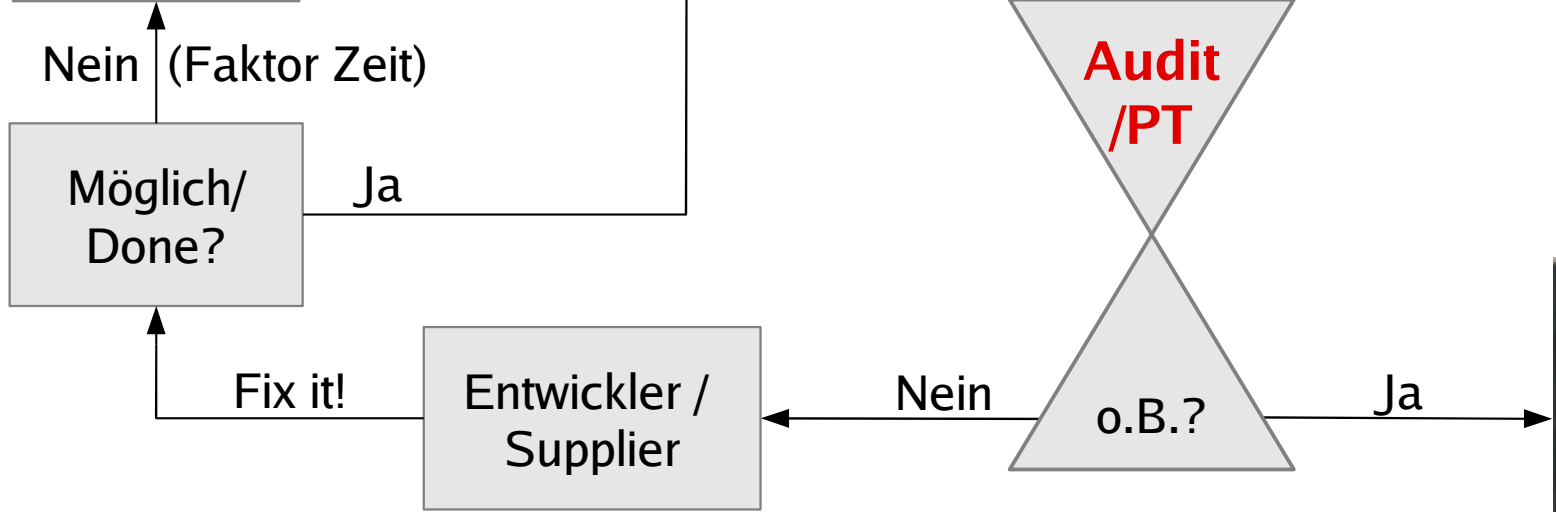 Nein (Faktor Zeit)
Audit
/PT
Möglich/
Done?
Ja
Fix it!
Entwickler /
Supplier
Nein
o.B.?
Ja